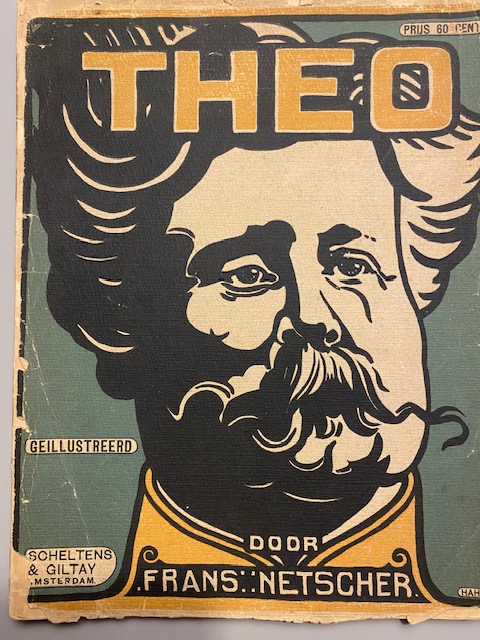 PRIJS 60 CENT
THEO
GEILLUSTREERD
DOOR
FRANS NETSCHER.
SCHELTENS
& GILTAY
AMSTERDAM.
HAH